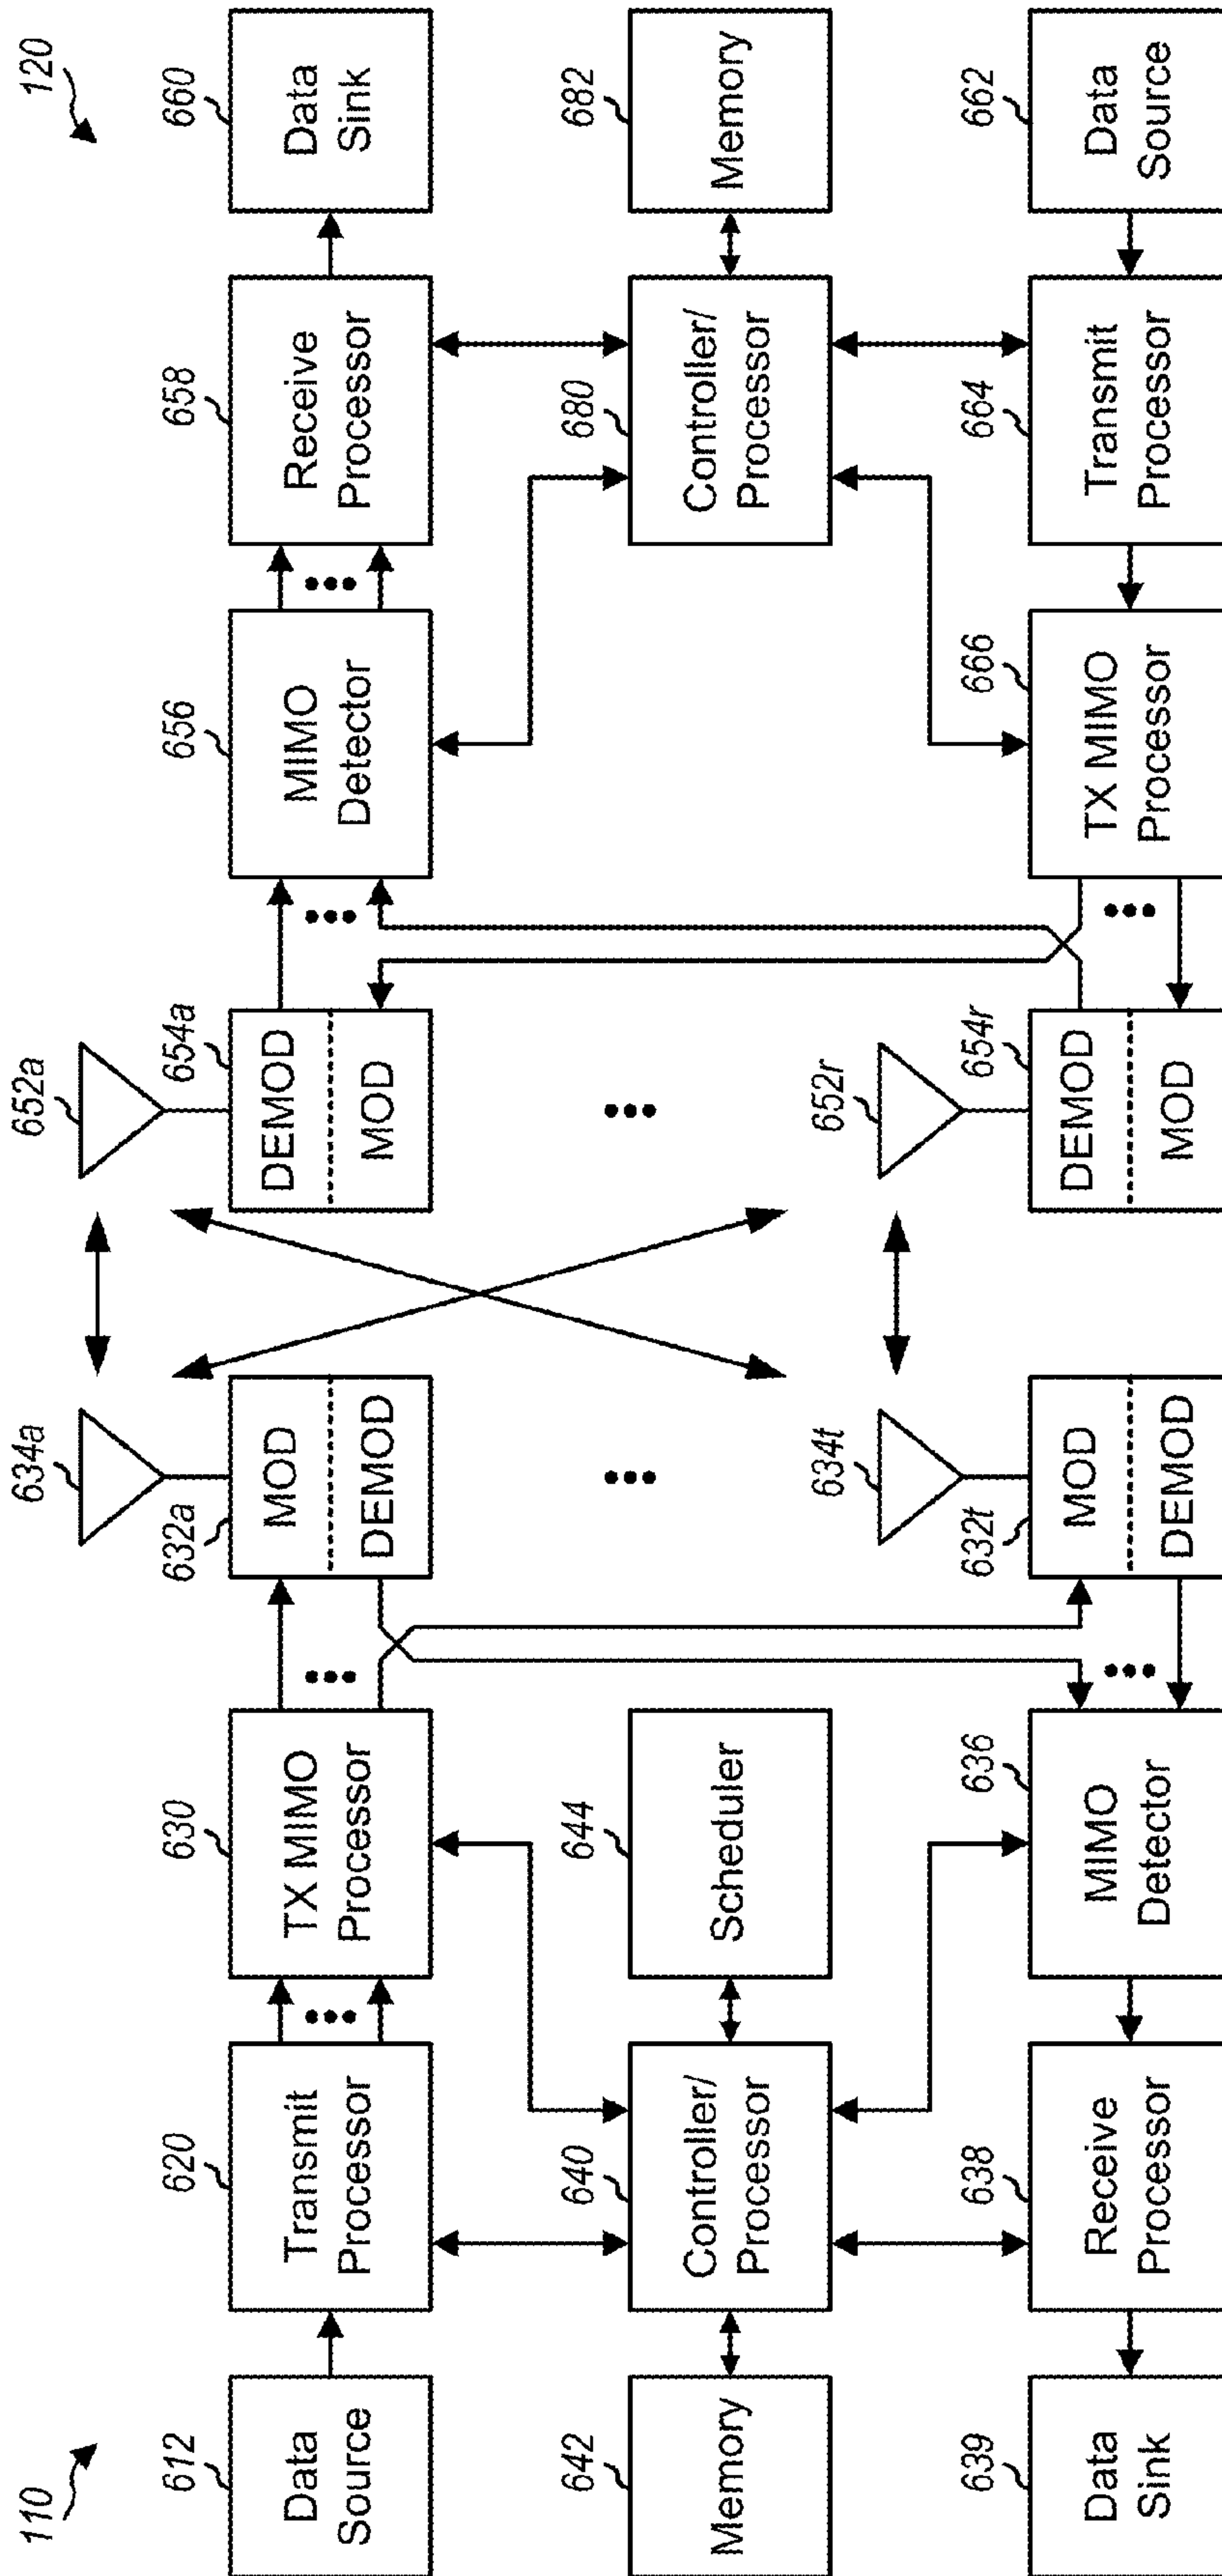 110
120
634a
652a
612
620
630
632a
654a
656
658
660
Data
Source
Transmit
Processor
TX MIMO
Processor
MOD
DEMOD
DEMOD
MOD
MIMO
Detector
Receive
Processor
Data
Sink
642
640
644
680
682
Memory
Controller/
Processor
Scheduler
Controller/
Processor
Memory
634t
652r
639
638
636
632t
654r
666
664
662
Data
Sink
Receive
Processor
MIMO
Detector
MOD
DEMOD
DEMOD
MOD
TX MIMO
Processor
Transmit
Processor
Data
Source